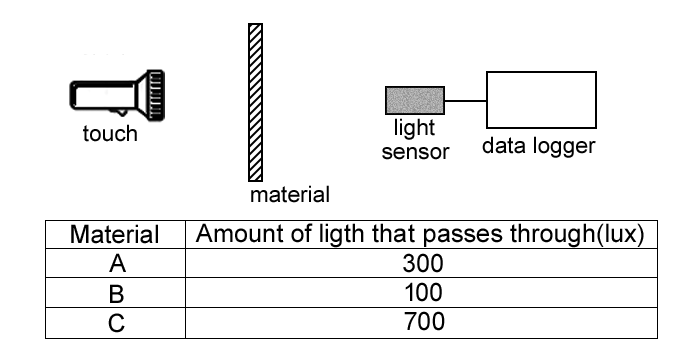 touch
light
sensor
data logger
material
Material Amount of ligth that passes through(lux)
A 300
B 100
C 700